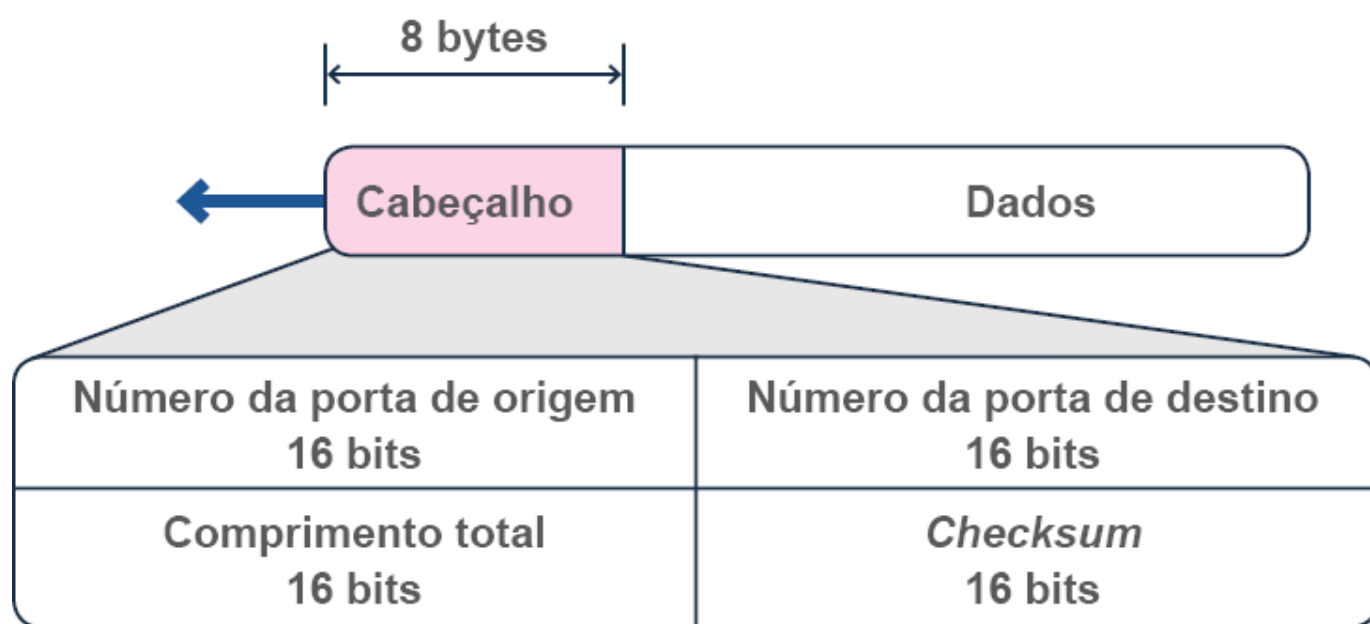 8 bytes
Cabeçalho
Dados
Número da porta de origem
16 bits
Número da porta de destino
16 bits
Comprimento total
16 bits
Checksum
16 bits